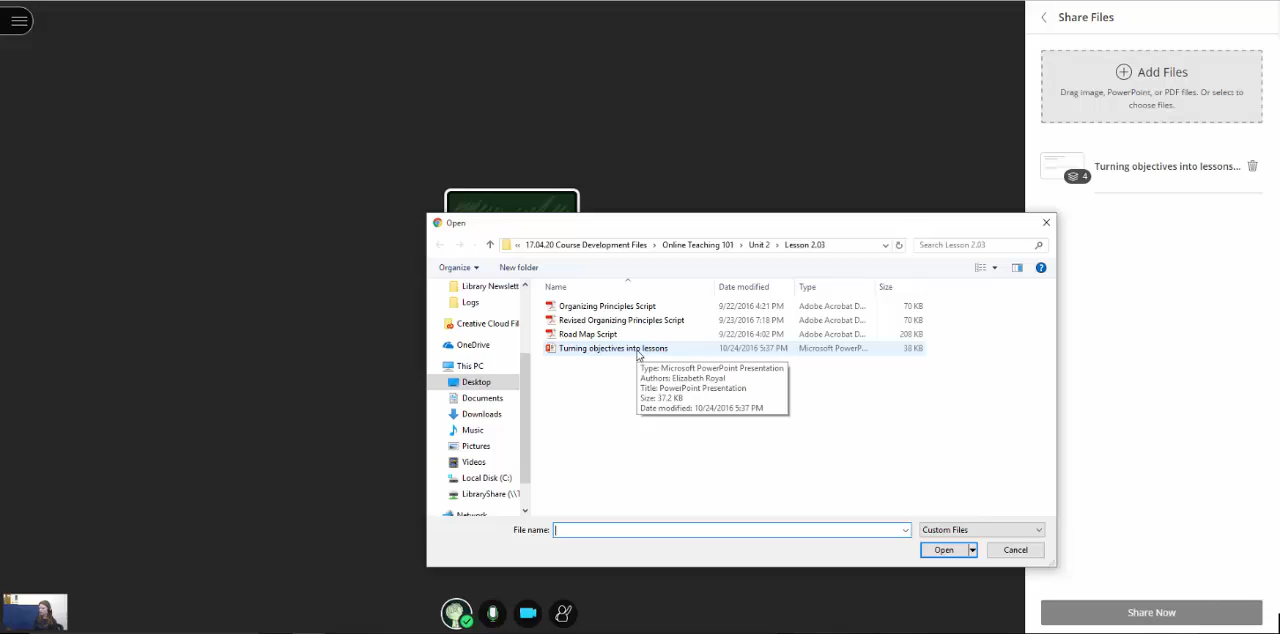 Share Files
Add Files
Drag image, PowerPoint, or PDF files. Or select to
choose files.
4
Turning objectives into lessons...
Open
« 17.04.20 Course Development Files › Online Teaching 101 › Unit 2 › Lesson 2.03
Search Lesson 2.03
Organize
New folder
Name
Date modified
Type
Size
Library Newslett
Logs
Creative Cloud Fil
OneDrive
This PC
Desktop
Documents
Downloads
Music
Pictures
Videos
Local Disk (C:)
LibraryShare (\\T
Network
Organizing Principles Script 9/22/2016 4:21 PM Adobe Acrobat D... 70 KB
Revised Organizing Principles Script 9/23/2016 7:18 PM Adobe Acrobat D... 70 KB
Road Map Script 9/22/2016 4:02 PM Adobe Acrobat D... 208 KB
Turning objectives into lessons 10/24/2016 5:37 PM Microsoft PowerP... 38 KB
Type: Microsoft PowerPoint Presentation
Authors: Elizabeth Royal
Title: PowerPoint Presentation
Size: 37.2 KB
Date modified: 10/24/2016 5:37 PM
File name:
Custom Files
Open
Cancel
Share Now